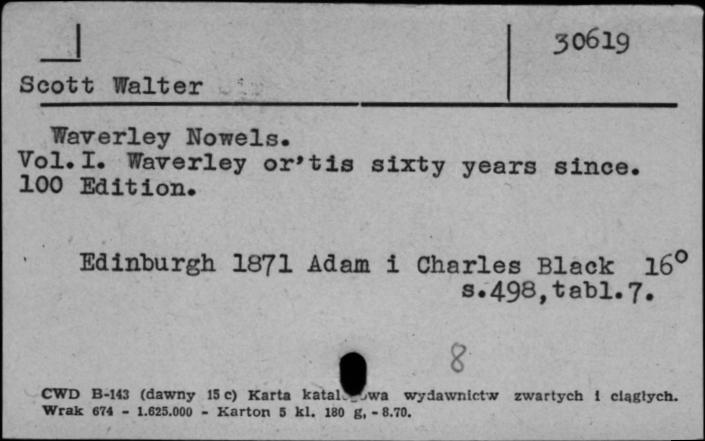 30619
Scott Walter
Waverley Nowels.
Vol.I. Waverley or'tis sixty years since.
100 Edition.
Edinburgh 1871 Adam i Charles Black 16°
s.498,tabl.7.
8
CWD B-143 (dawny 15 c) Karta wydawnictw zwartych i ciągłych.
Wrak 674 - 1.625.000 - Karton 5 kl. 180 g, - 8.70.